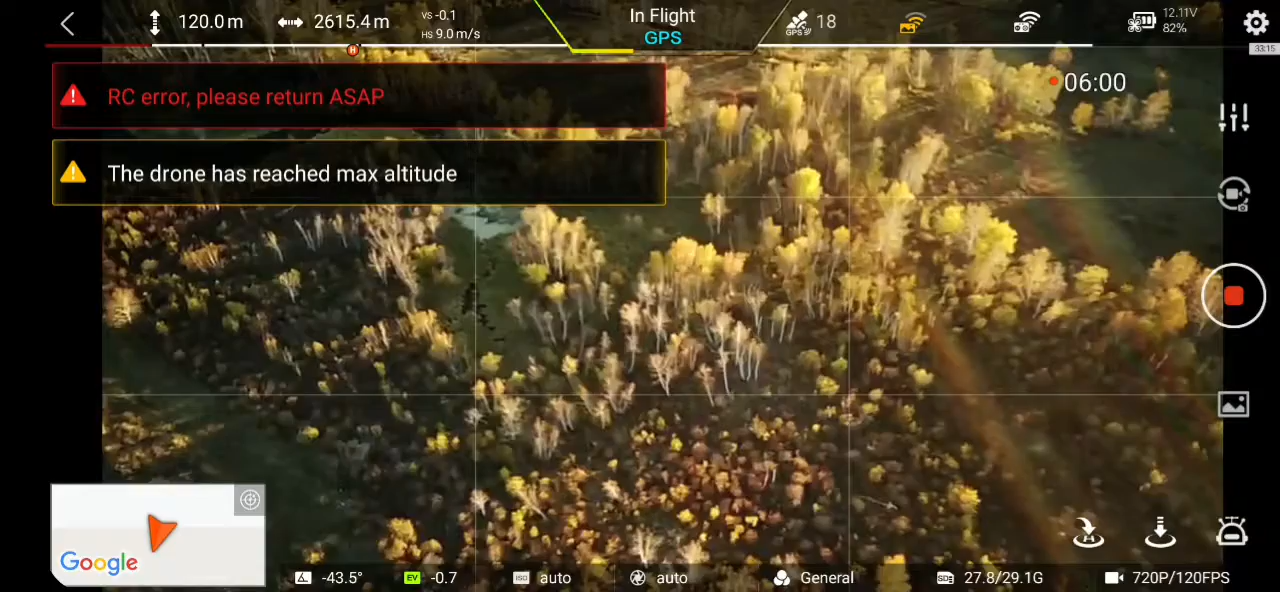 120.0 m
2615.4 m
VS -0.1
HS 9.0 m/s
In Flight
GPS
GPS
18
12.11V
82%
33:15
H
RC error, please return ASAP
06:00
The drone has reached max altitude
Google
-43.5°
EV -0.7
ISO auto
auto
General
SD 27.8/29.1G
720P/120FPS